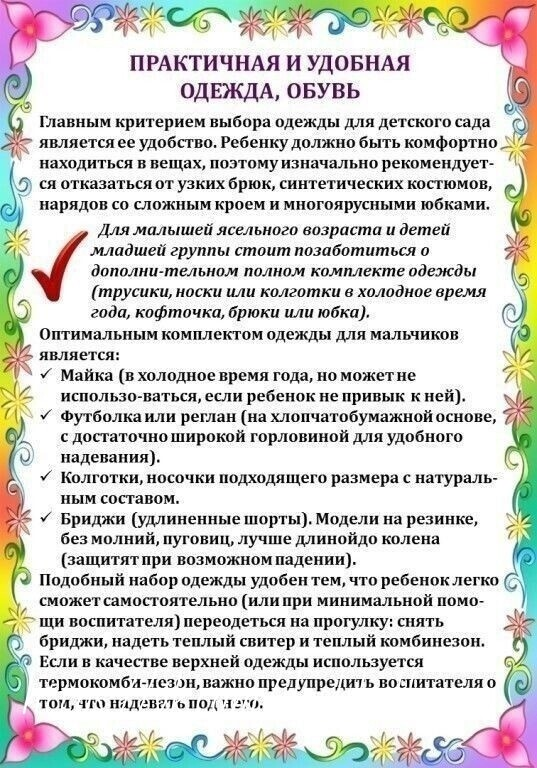 ПРАКТИЧНАЯ И УДОБНАЯ
ОДЕЖДА, ОБУВЬ
Главным критерием выбора одежды для детского сада
является ее удобство. Ребенку должно быть комфортно
находиться в вещах, поэтому изначально рекомендует-
ся отказаться от узких брюк, синтетических костюмов,
нарядов со сложным кроем и многоярусными юбками.
Для малышей ясельного возраста и детей
младшей группы стоит позаботиться о
дополни-тельном полном комплекте одежды
(трусики, носки или колготки в холодное время
года, кофточка, брюки или юбка).
Оптимальным комплектом одежды для мальчиков
является:
✓ Майка (в холодное время года, но может не
использо-ваться, если ребенок не привык к ней).
✓ Футболка или реглан (на хлопчатобумажной основе,
с достаточно широкой горловиной для удобного
надевания).
✓ Колготки, носочки подходящего размера с натураль-
ным составом.
✓ Бриджи (удлиненные шорты). Модели на резинке,
без молний, пуговиц, лучше длинойдо колена
(защитят при возможном падении).
Подобный набор одежды удобен тем, что ребенок легко
сможет самостоятельно (или при минимальной помо-
щи воспитателя) переодеться на прогулку: снять
бриджи, надеть теплый свитер и теплый комбинезон.
Если в качестве верхней одежды используется
термокомби-незон, важно предупредить воспитателя о
том, что надевать под него.